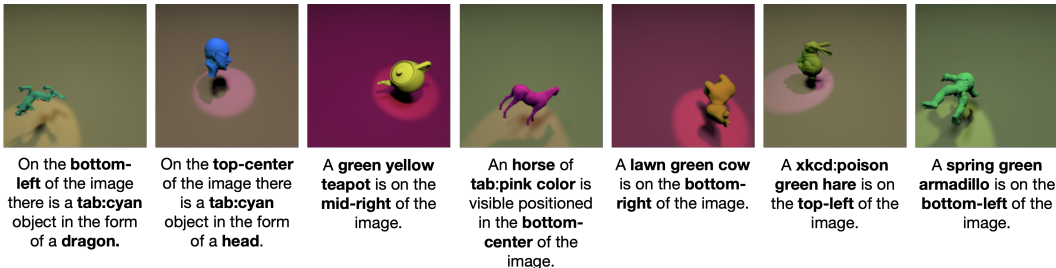 On the bottom-
left of the image
there is a tab:cyan
object in the form
of a dragon.
On the top-center
of the image there
is a tab:cyan
object in the form
of a head.
A green yellow
teapot is on the
mid-right of the
image.
An horse of
tab:pink color is
visible positioned
in the bottom-
center of the
image.
A lawn green cow
is on the bottom-
right of the image.
A xkcd:poison
green hare is on
the top-left of the
image.
A spring green
armadillo is on the
bottom-left of the
image.